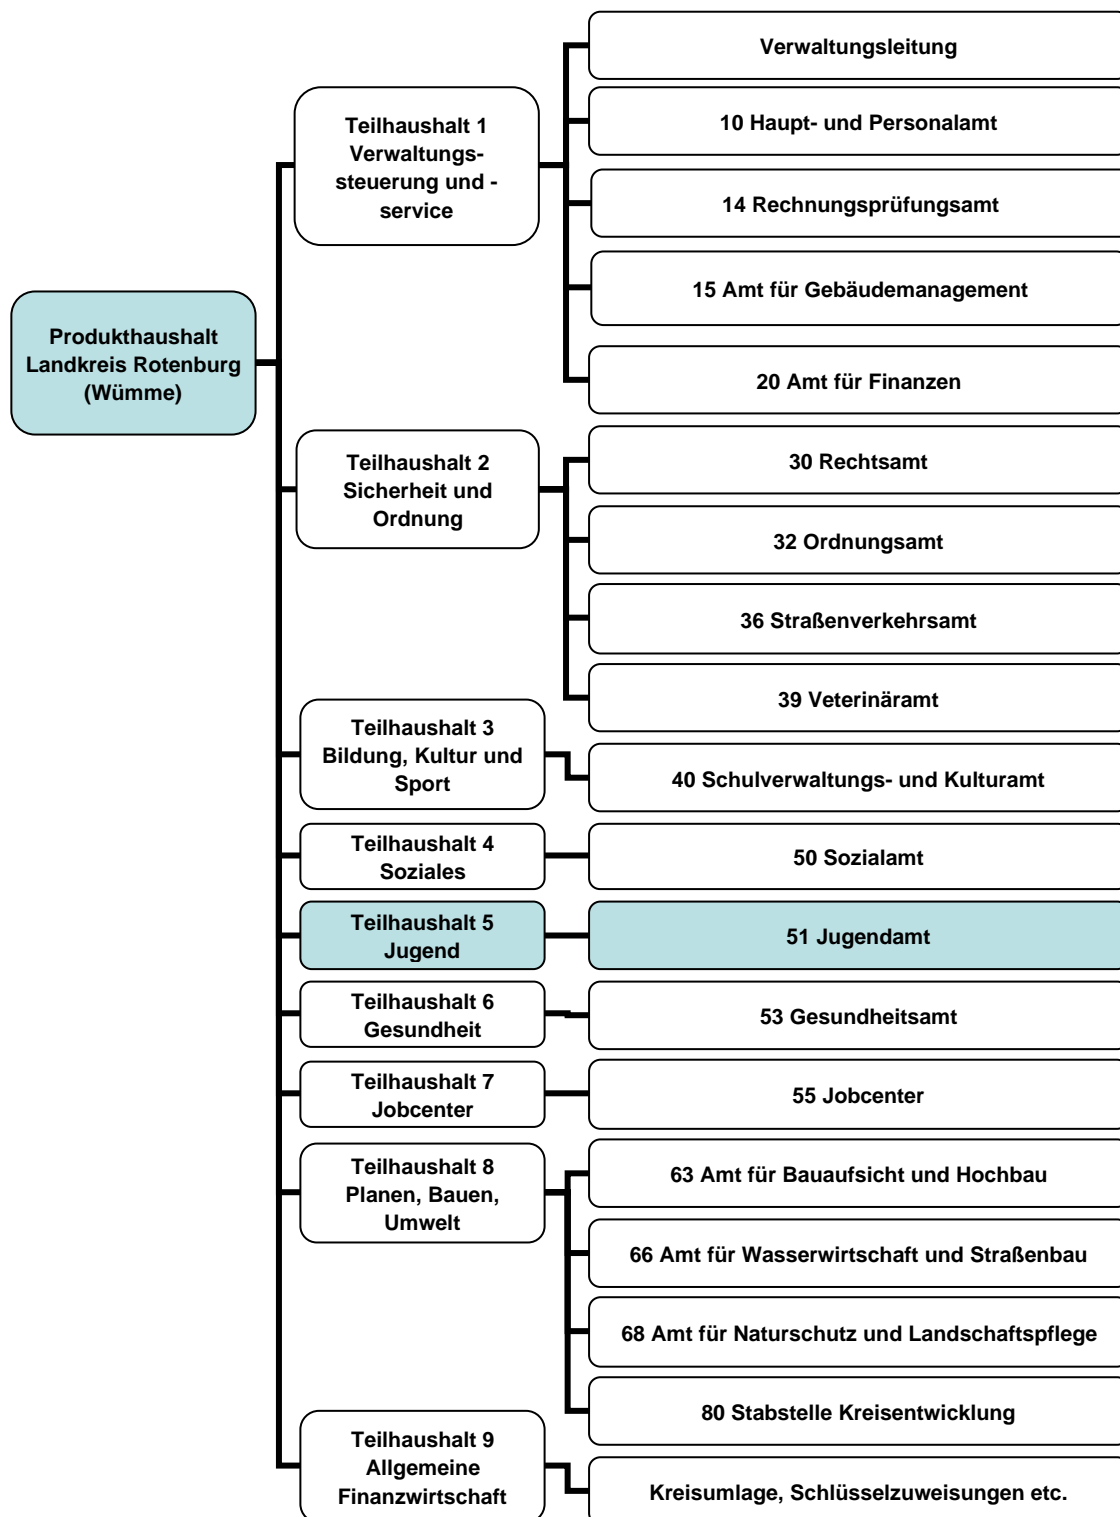 Produkthaushalt
Landkreis Rotenburg
(Wümme)
Teilhaushalt 1
Verwaltungs-
steuerung und -
service
Verwaltungsleitung
10 Haupt- und Personalamt
14 Rechnungsprüfungsamt
15 Amt für Gebäudemanagement
20 Amt für Finanzen
Teilhaushalt 2
Sicherheit und
Ordnung
30 Rechtsamt
32 Ordnungsamt
36 Straßenverkehrsamt
39 Veterinäramt
Teilhaushalt 3
Bildung, Kultur und
Sport
40 Schulverwaltungs- und Kulturamt
Teilhaushalt 4
Soziales
50 Sozialamt
Teilhaushalt 5
Jugend
51 Jugendamt
Teilhaushalt 6
Gesundheit
53 Gesundheitsamt
Teilhaushalt 7
Jobcenter
55 Jobcenter
Teilhaushalt 8
Planen, Bauen,
Umwelt
63 Amt für Bauaufsicht und Hochbau
66 Amt für Wasserwirtschaft und Straßenbau
68 Amt für Naturschutz und Landschaftspflege
80 Stabstelle Kreisentwicklung
Teilhaushalt 9
Allgemeine
Finanzwirtschaft
Kreisumlage, Schlüsselzuweisungen etc.